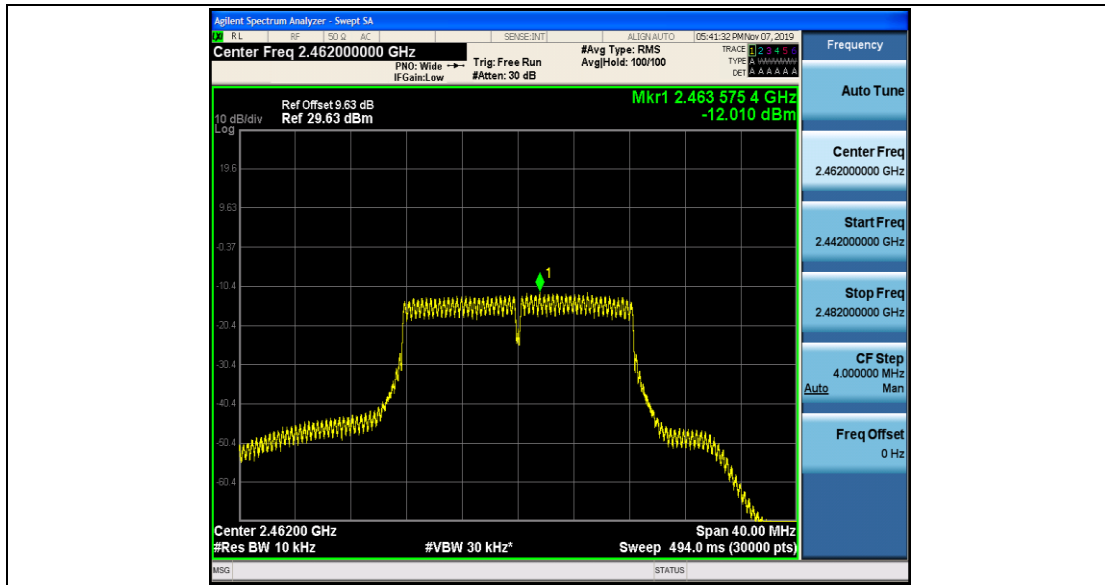 Agilent Spectrum Analyzer - Swept SA
RL RF 50 Ω AC SENSE:INT ALIGN AUTO 05:41:32 PM Nov 07, 2019
Center Freq 2.462000000 GHz
PNO: Wide
IFGain:Low
Trig: Free Run
#Atten: 30 dB
#Avg Type: RMS
Avg|Hold: 100/100
TRACE 1 2 3 4 5 6
TYPE A WWWWW
DET A A A A A A
Ref Offset 9.63 dB
10 dB/div Ref 29.63 dBm
Log
Mkr1 2.463 575 4 GHz
-12.010 dBm
19.6
9.63
-0.37
1
-10.4
-20.4
-30.4
-40.4
-50.4
-60.4
Center 2.46200 GHz Span 40.00 MHz
#Res BW 10 kHz #VBW 30 kHz* Sweep 494.0 ms (30000 pts)
MSG STATUS
Frequency
Auto Tune
Center Freq
2.462000000 GHz
Start Freq
2.442000000 GHz
Stop Freq
2.482000000 GHz
CF Step
4.000000 MHz
Auto Man
Freq Offset
0 Hz